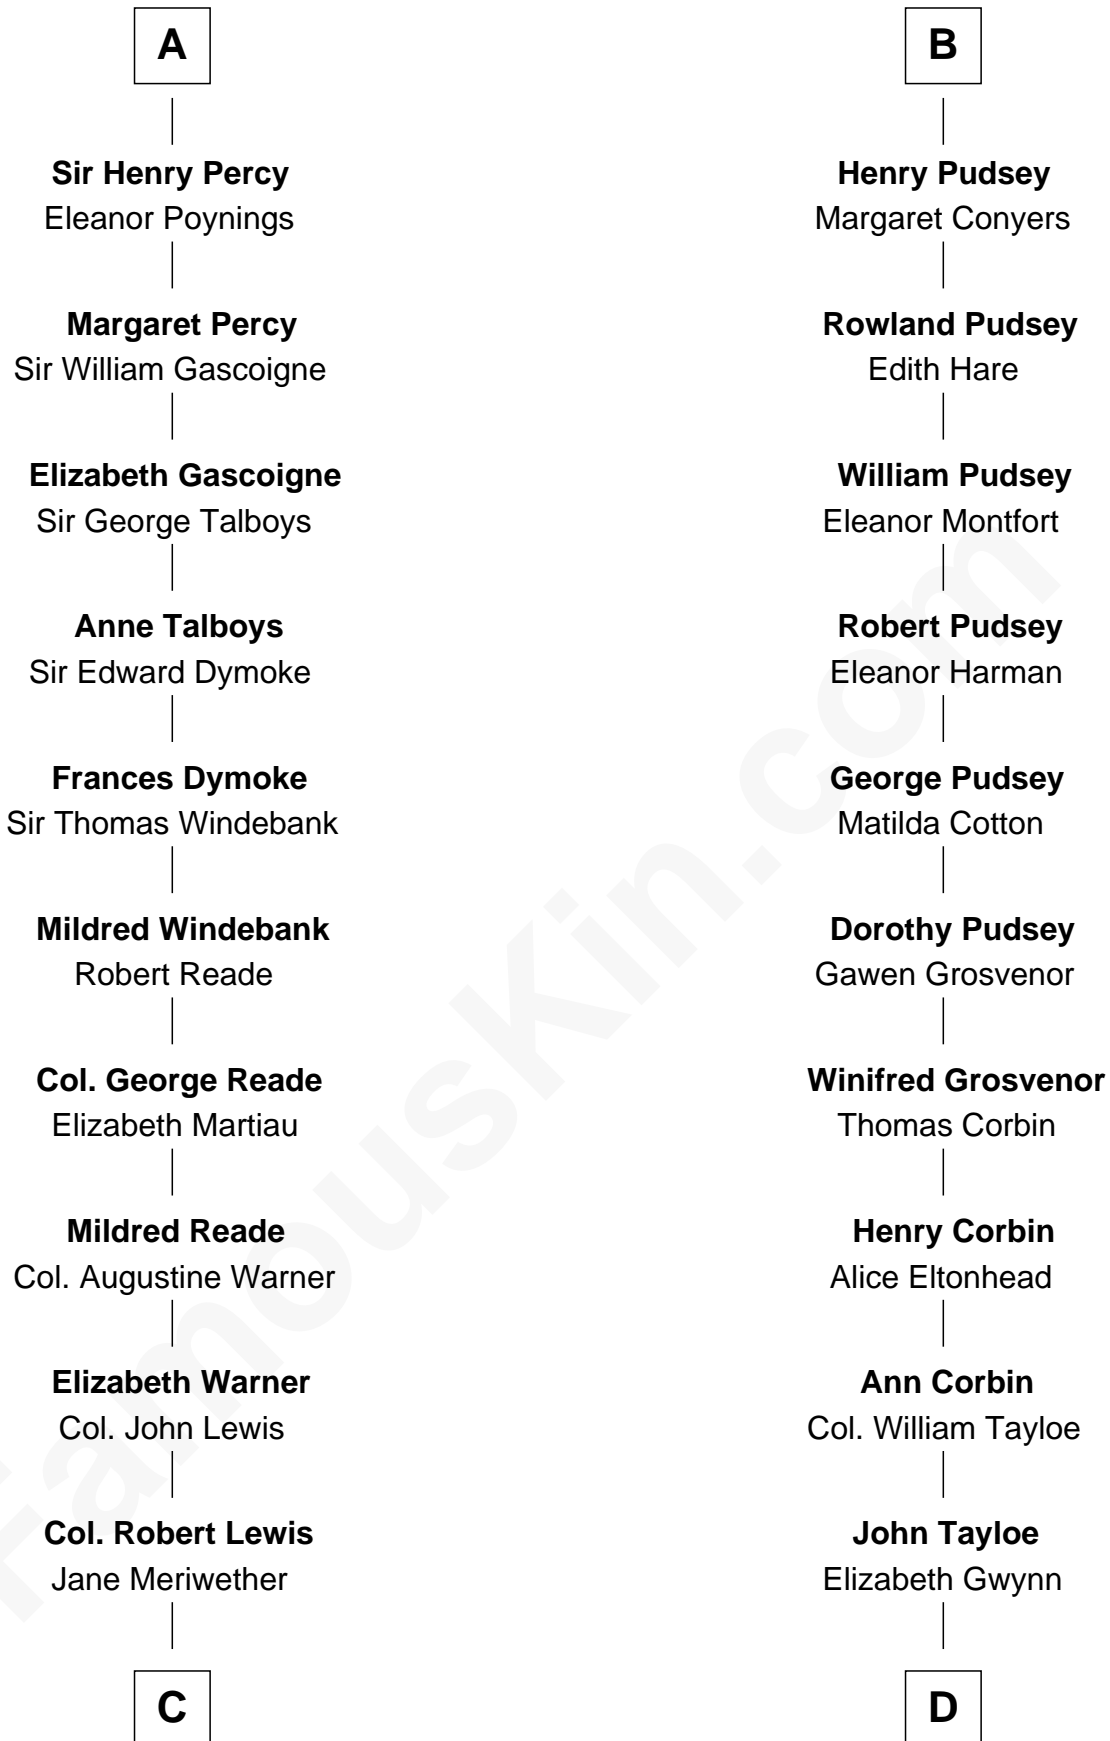 A
Sir Henry Percy
Eleanor Poynings
Margaret Percy
Sir William Gascoigne
Elizabeth Gascoigne
Sir George Talboys
Anne Talboys
Sir Edward Dymoke
Frances Dymoke
Sir Thomas Windebank
Mildred Windebank
Robert Reade
Col. George Reade
Elizabeth Martiau
Mildred Reade
Col. Augustine Warner
Elizabeth Warner
Col. John Lewis
Col. Robert Lewis
Jane Meriwether
C
B
Henry Pudsey
Margaret Conyers
Rowland Pudsey
Edith Hare
William Pudsey
Eleanor Montfort
Robert Pudsey
Eleanor Harman
George Pudsey
Matilda Cotton
Dorothy Pudsey
Gawen Grosvenor
Winifred Grosvenor
Thomas Corbin
Henry Corbin
Alice Eltonhead
Ann Corbin
Col. William Tayloe
John Tayloe
Elizabeth Gwynn
D
FamousKin.com